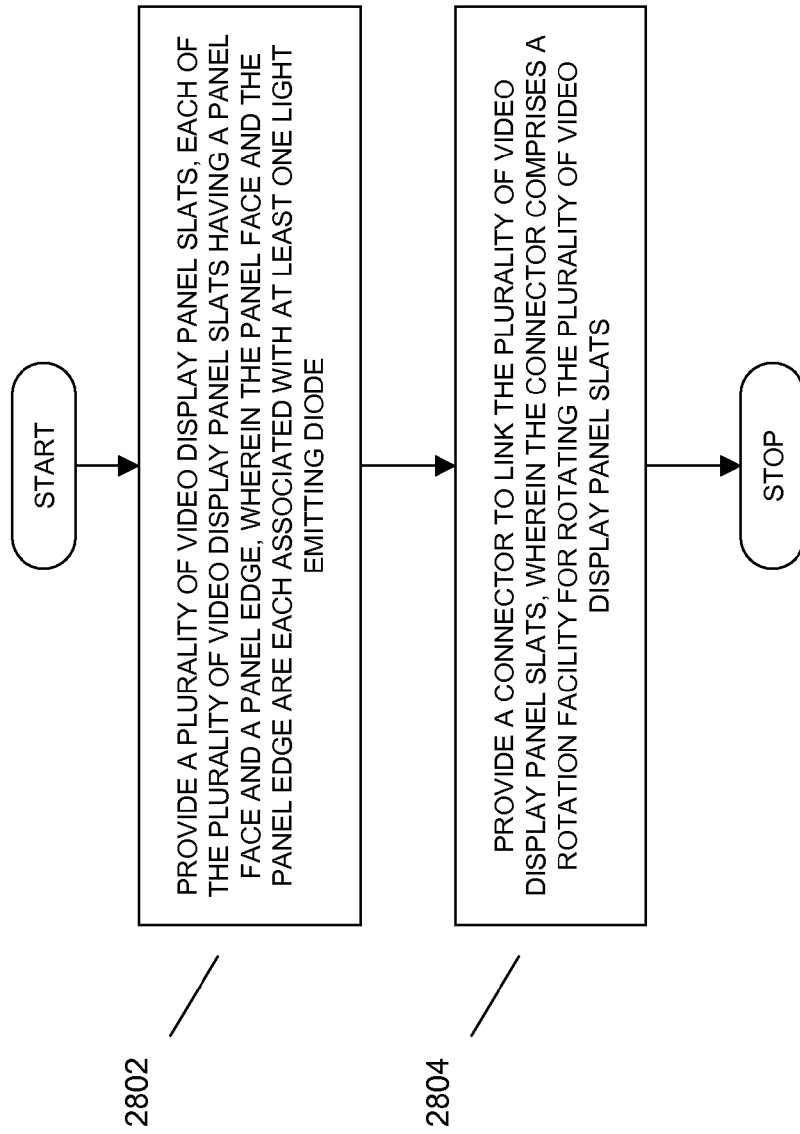 START
PROVIDE A PLURALITY OF VIDEO DISPLAY PANEL SLATS, EACH OF
THE PLURALITY OF VIDEO DISPLAY PANEL SLATS HAVING A PANEL
FACE AND A PANEL EDGE, WHEREIN THE PANEL FACE AND THE
PANEL EDGE ARE EACH ASSOCIATED WITH AT LEAST ONE LIGHT
EMITTING DIODE
2802
PROVIDE A CONNECTOR TO LINK THE PLURALITY OF VIDEO
DISPLAY PANEL SLATS, WHEREIN THE CONNECTOR COMPRISES A
ROTATION FACILITY FOR ROTATING THE PLURALITY OF VIDEO
DISPLAY PANEL SLATS
2804
STOP